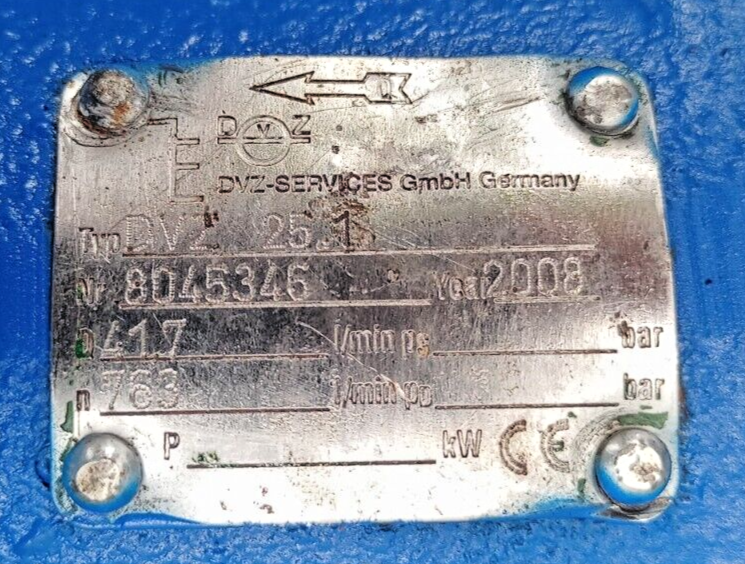 D V Z
DVZ-SERVICES GmbH Germany
Typ DVZ 25.1
Nr 8045346 Year 2008
417 l/min ps bar
n 763 1/min pD bar
P kW CE